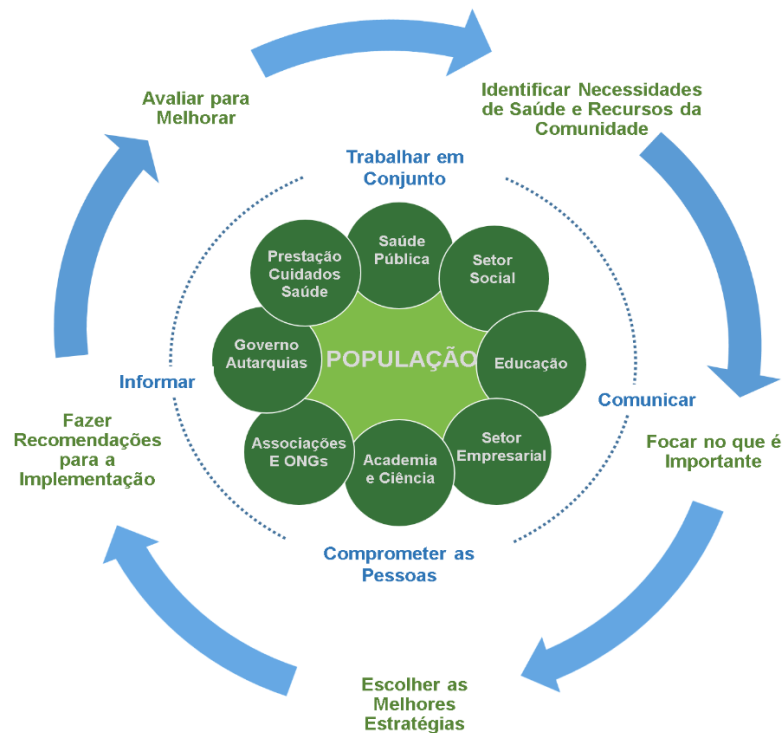 Avaliar para
Melhorar
Identificar Necessidades
de Saúde e Recursos da
Comunidade
Trabalhar em
Conjunto
Saúde
Pública
Prestação
Cuidados
Saúde
Setor
Social
Governo
Autarquias
POPULAÇÃO
Educação
Informar
Comunicar
Fazer
Recomendações
para a
Implementação
Associações
E ONGs
Academia
e Ciência
Setor
Empresarial
Focar no que é
Importante
Comprometer as
Pessoas
Escolher as
Melhores
Estratégias